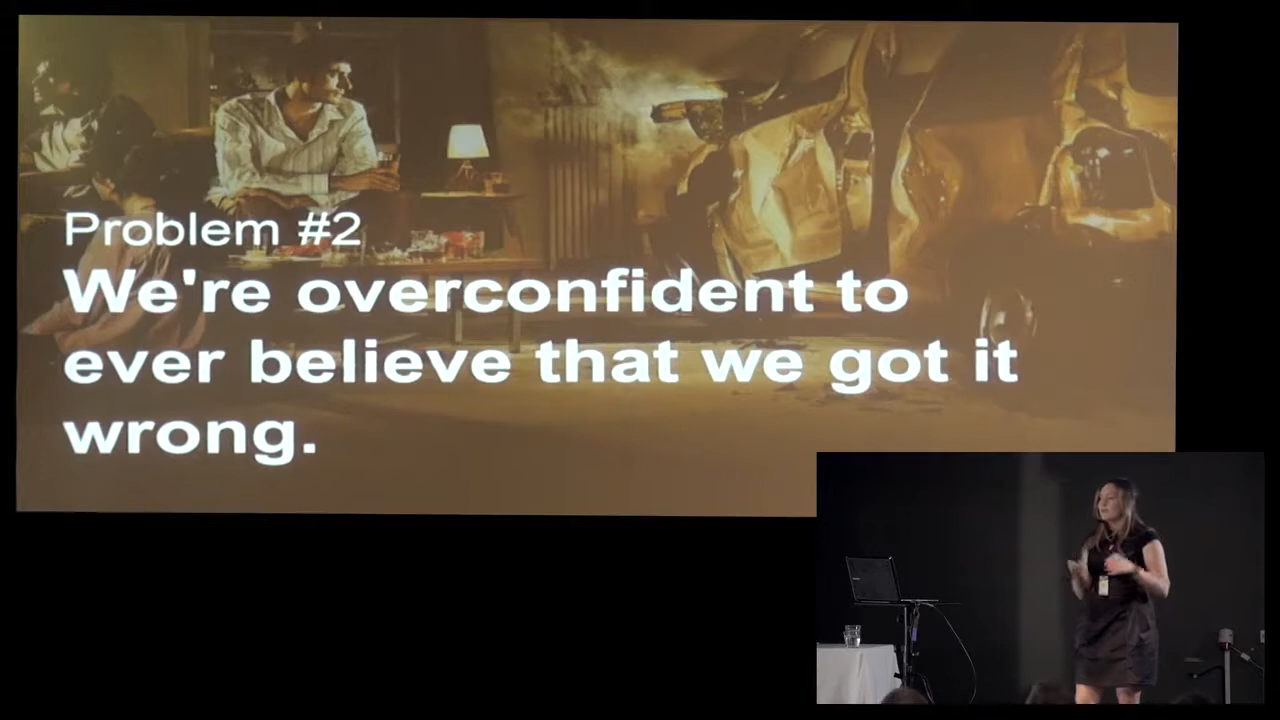 Problem #2
We're overconfident to
ever believe that we got it
wrong.